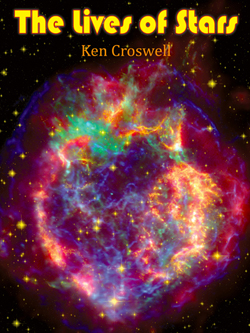 The Lives of Stars
Ken Croswell